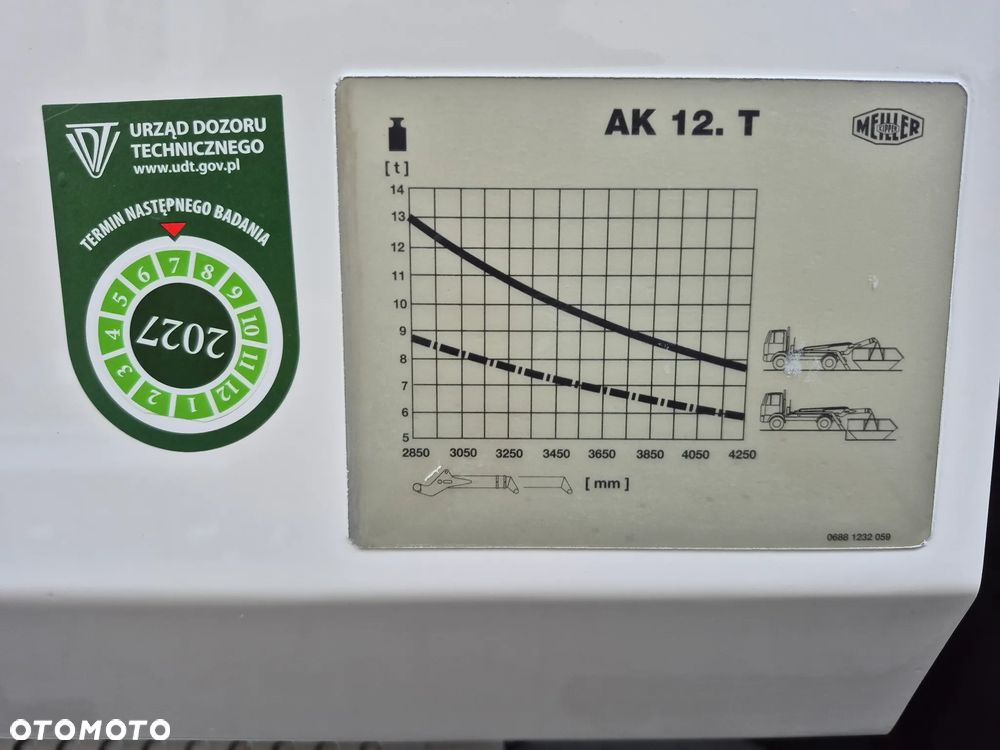 UDT
URZĄD DOZORU
TECHNICZNEGO
www.udt.gov.pl
TERMIN NASTĘPNEGO BADANIA
1 2 3 4 5 6 7 8 9 10 11 12
2027
AK 12. T
MEILLER
KIPPER
[ t ]
14
13
12
11
10
9
8
7
6
5
2850 3050 3250 3450 3650 3850 4050 4250
[ mm ]
0688 1232 059
OTOMOTO